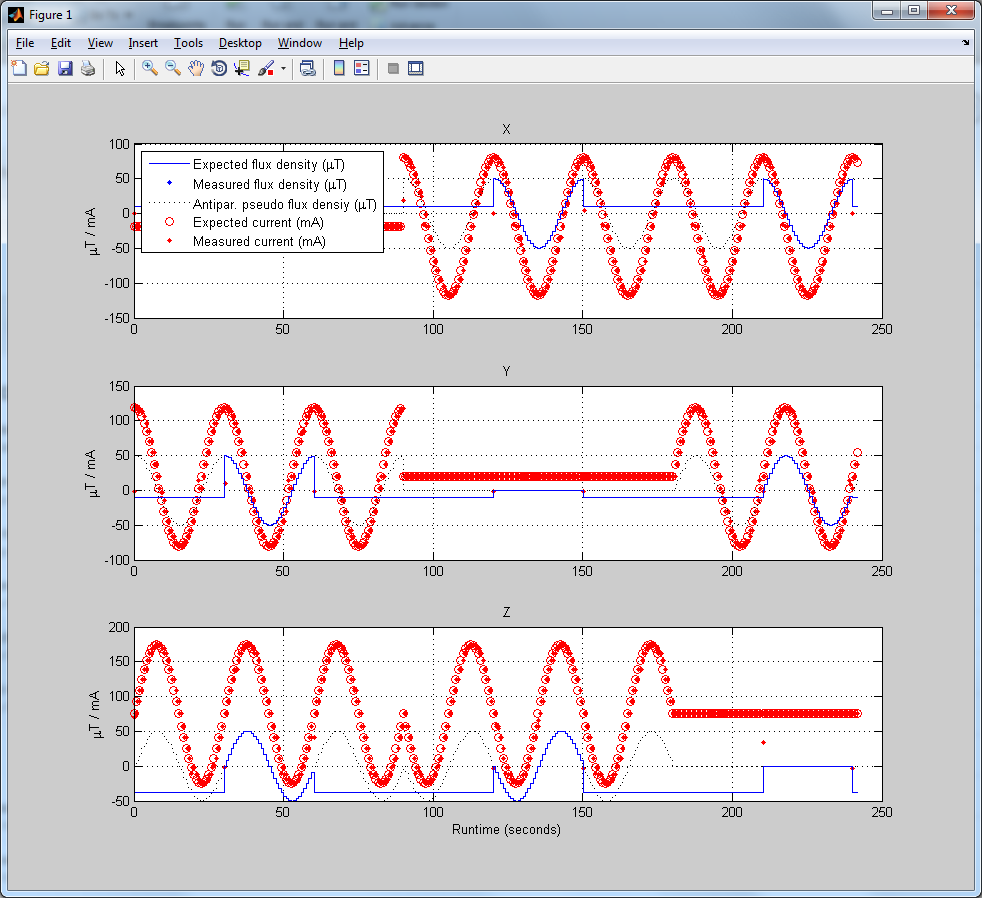 Figure 1
File Edit View Insert Tools Desktop Window Help
X
100
50
0
-50
-100
-150
µT / mA
Expected flux density (µT)
Measured flux density (µT)
Antipar. pseudo flux densiy (µT)
Expected current (mA)
Measured current (mA)
0 50 100 150 200 250
Y
150
100
50
0
-50
-100
µT / mA
0 50 100 150 200 250
Z
200
150
100
50
0
-50
µT / mA
0 50 100 150 200 250
Runtime (seconds)